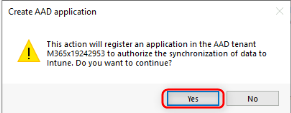 Create AAD application
This action will register an application in the AAD tenant
M365x19242953 to authorize the synchronization of data to
Intune. Do you want to continue?
Yes
No